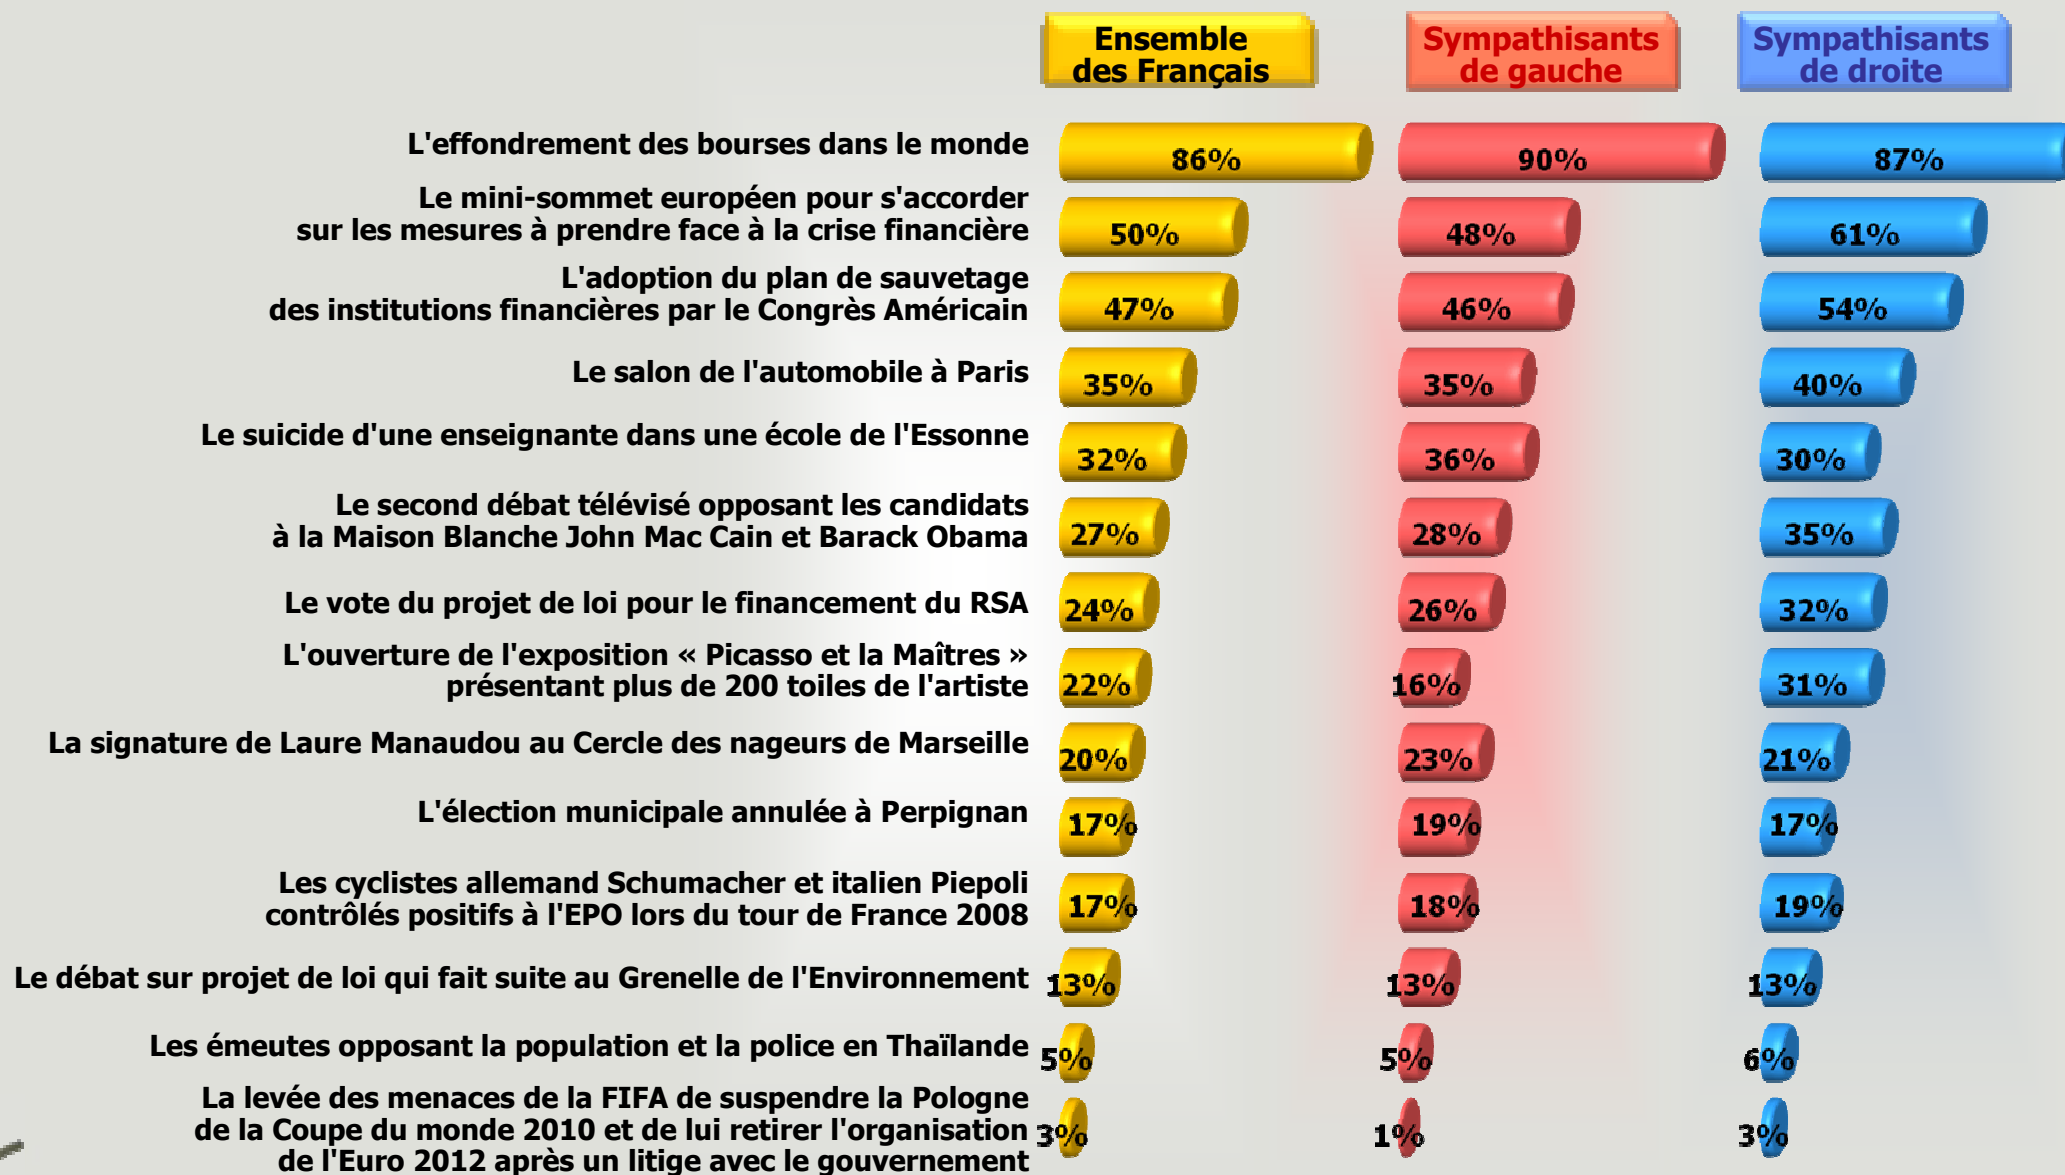 Ensemble
des Français
Sympathisants
de gauche
Sympathisants
de droite
L'effondrement des bourses dans le monde
86%
90%
87%
Le mini-sommet européen pour s'accorder
sur les mesures à prendre face à la crise financière
50%
48%
61%
L'adoption du plan de sauvetage
des institutions financières par le Congrès Américain
47%
46%
54%
Le salon de l'automobile à Paris
35%
35%
40%
Le suicide d'une enseignante dans une école de l'Essonne
32%
36%
30%
Le second débat télévisé opposant les candidats
à la Maison Blanche John Mac Cain et Barack Obama
27%
28%
35%
Le vote du projet de loi pour le financement du RSA
24%
26%
32%
L'ouverture de l'exposition « Picasso et la Maîtres »
présentant plus de 200 toiles de l'artiste
22%
16%
31%
La signature de Laure Manaudou au Cercle des nageurs de Marseille
20%
23%
21%
L'élection municipale annulée à Perpignan
17%
19%
17%
Les cyclistes allemand Schumacher et italien Piepoli
contrôlés positifs à l'EPO lors du tour de France 2008
17%
18%
19%
Le débat sur projet de loi qui fait suite au Grenelle de l'Environnement
13%
13%
13%
Les émeutes opposant la population et la police en Thaïlande
5%
5%
6%
La levée des menaces de la FIFA de suspendre la Pologne
de la Coupe du monde 2010 et de lui retirer l'organisation
de l'Euro 2012 après un litige avec le gouvernement
3%
1%
3%